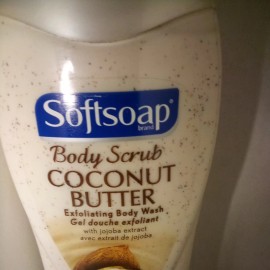 Softsoap®
brand
Body Scrub
COCONUT
BUTTER
Exfoliating Body Wash
Gel douche exfoliant
with jojoba extract
avec extrait de jojoba